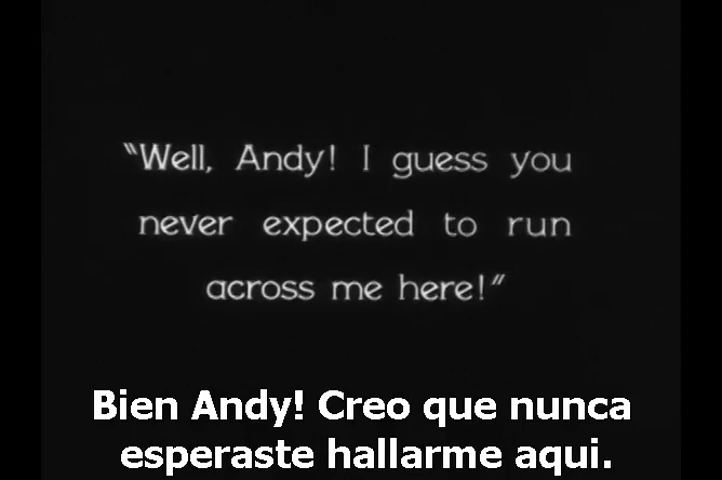 "Well, Andy! I guess you
never expected to run
across me here!"
Bien Andy! Creo que nunca
esperaste hallarme aqui.